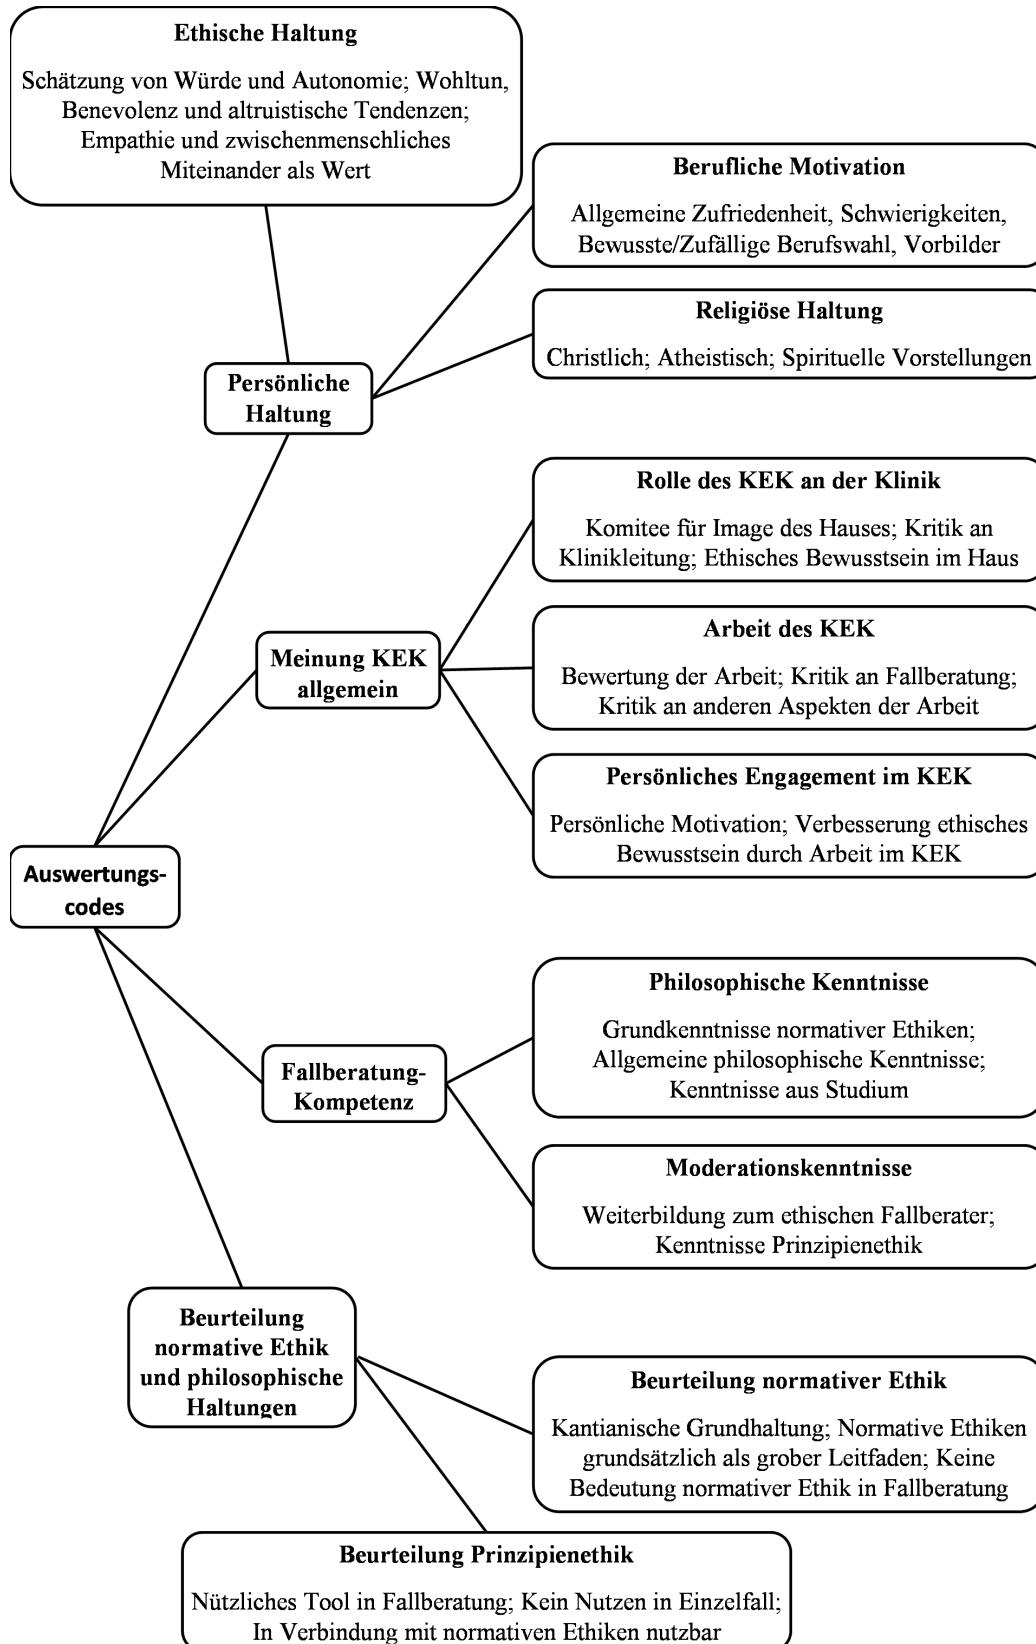 Ethische Haltung
Schätzung von Würde und Autonomie; Wohltun,
Benevolenz und altruistische Tendenzen;
Empathie und zwischenmenschliches
Miteinander als Wert
Berufliche Motivation
Allgemeine Zufriedenheit, Schwierigkeiten,
Bewusste/Zufällige Berufswahl, Vorbilder
Religiöse Haltung
Christlich; Atheistisch; Spirituelle Vorstellungen
Persönliche
Haltung
Rolle des KEK an der Klinik
Komitee für Image des Hauses; Kritik an
Klinikleitung; Ethisches Bewusstsein im Haus
Arbeit des KEK
Bewertung der Arbeit; Kritik an Fallberatung;
Kritik an anderen Aspekten der Arbeit
Meinung KEK
allgemein
Persönliches Engagement im KEK
Persönliche Motivation; Verbesserung ethisches
Bewusstsein durch Arbeit im KEK
Auswertungs-
codes
Philosophische Kenntnisse
Grundkenntnisse normativer Ethiken;
Allgemeine philosophische Kenntnisse;
Kenntnisse aus Studium
Fallberatung-
Kompetenz
Moderationskenntnisse
Weiterbildung zum ethischen Fallberater;
Kenntnisse Prinzipienethik
Beurteilung
normative Ethik
und philosophische
Haltungen
Beurteilung normativer Ethik
Kantianische Grundhaltung; Normative Ethiken
grundsätzlich als grober Leitfaden; Keine
Bedeutung normativer Ethik in Fallberatung
Beurteilung Prinzipienethik
Nützliches Tool in Fallberatung; Kein Nutzen in Einzelfall;
In Verbindung mit normativen Ethiken nutzbar